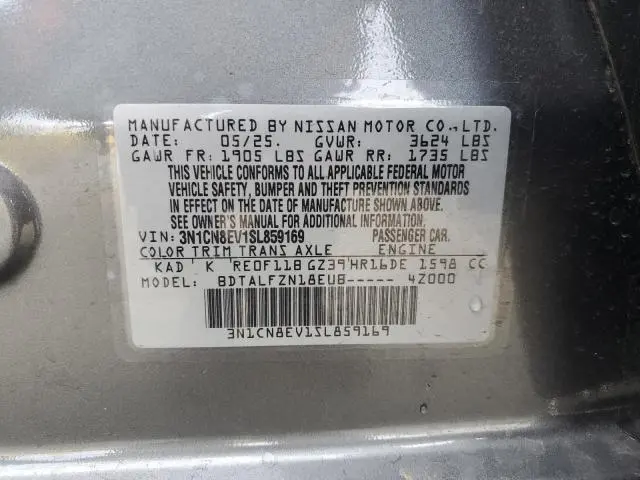 MANUFACTURED BY NISSAN MOTOR CO.,LTD.
DATE: 05/25. GVWR: 3624 LBS
GAWR FR: 1905 LBS GAWR RR: 1735 LBS
THIS VEHICLE CONFORMS TO ALL APPLICABLE FEDERAL MOTOR
VEHICLE SAFETY, BUMPER AND THEFT PREVENTION STANDARDS
IN EFFECT ON THE DATE OF MANUFACTURE SHOWN ABOVE.
SEE OWNER'S MANUAL FOR ADDITIONAL INFORMATION.
VIN: 3N1CN8EV1SL859169 PASSENGER CAR.
COLOR TRIM TRANS AXLE ENGINE
KAD K RE0F11B GZ39 HR16DE 1598 CC
MODEL: BDTALFZN18EUB----- 4Z000
3N1CN8EV1SL859169